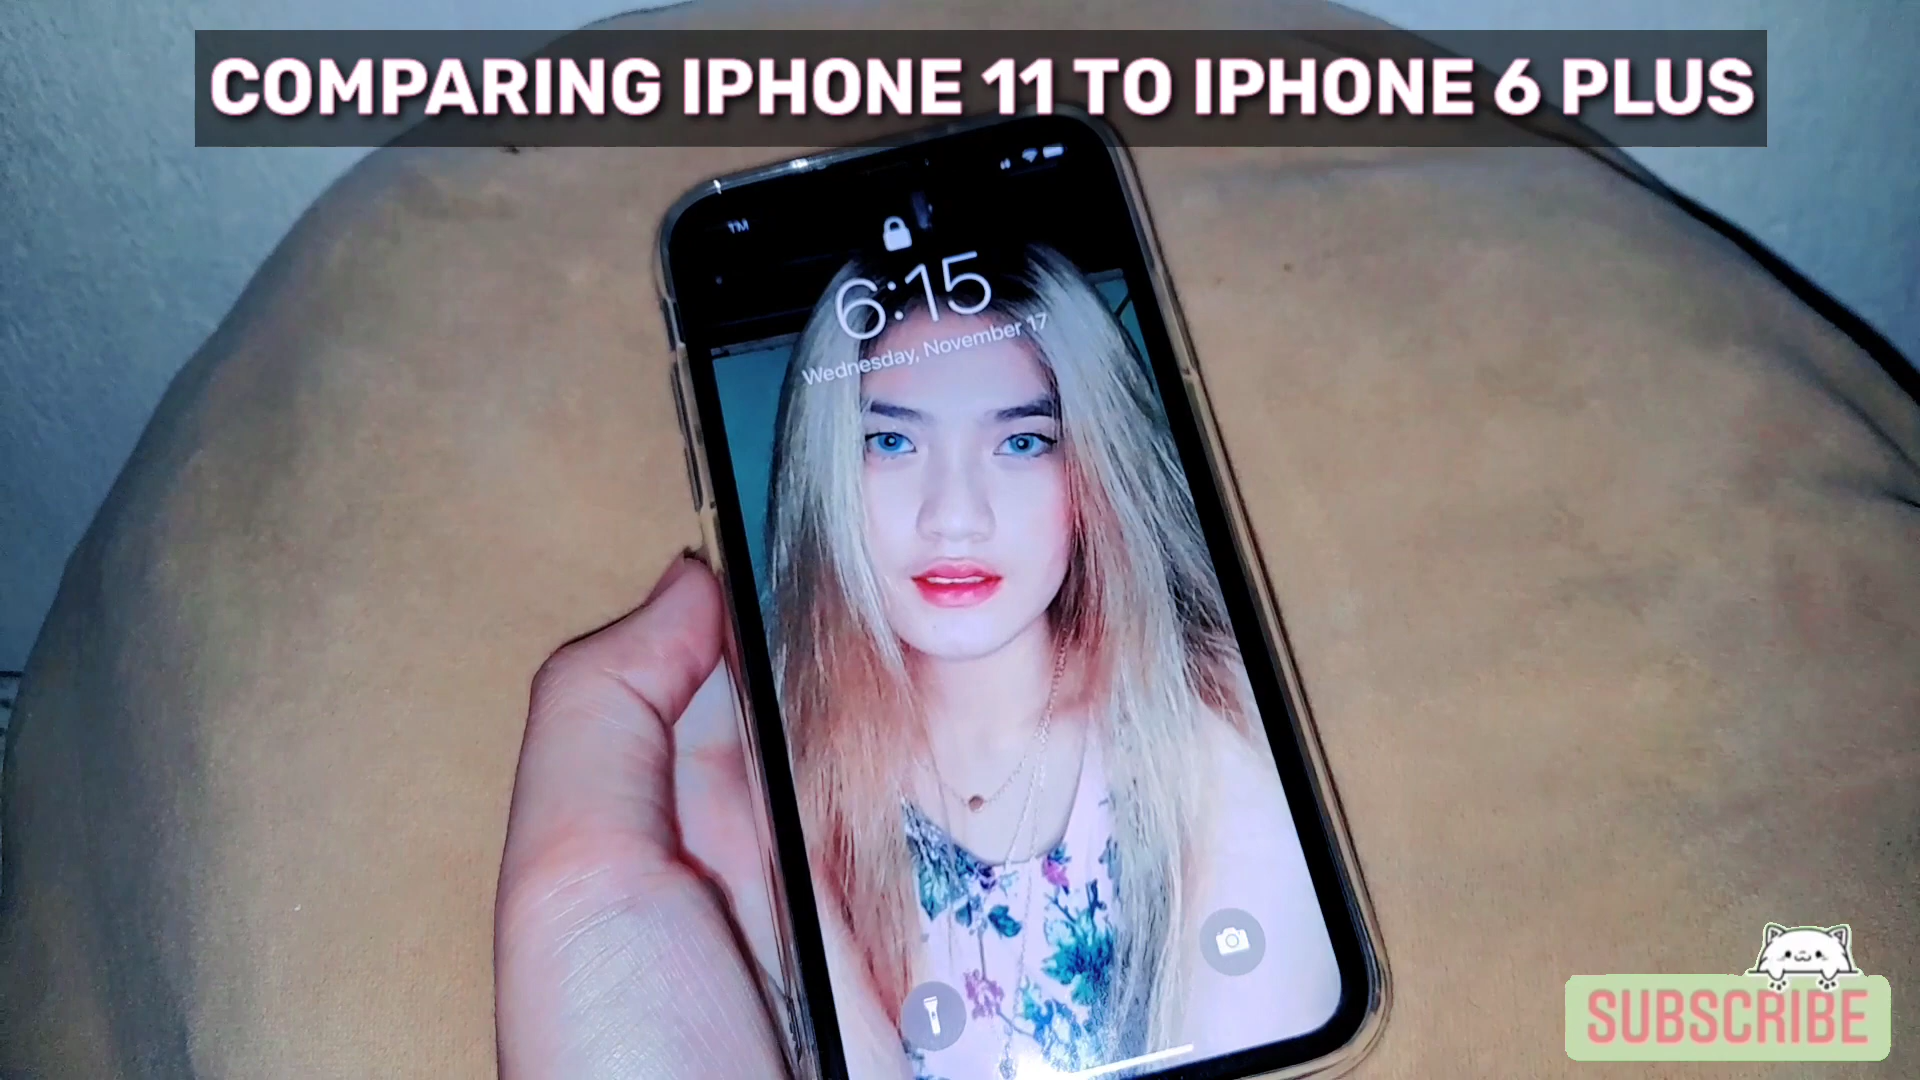 COMPARING IPHONE 11 TO IPHONE 6 PLUS
TM
6:15
Wednesday, November 17
SUBSCRIBE